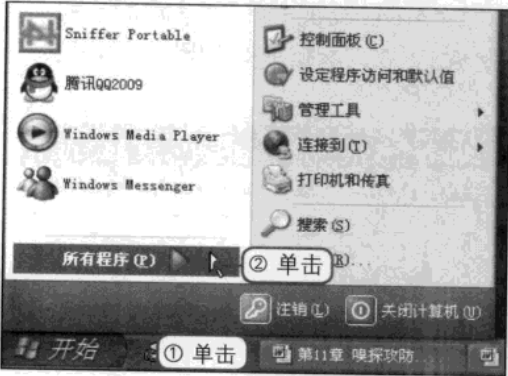 Sniffer Portable
腾讯QQ2009
Windows Media Player
Windows Messenger
所有程序(P)
② 单击
控制面板(C)
设定程序访问和默认值
管理工具
连接到(T)
打印机和传真
搜索(S)
R)...
注销(L)
关闭计算机(U)
开始
① 单击
第11章 嗅探攻防...